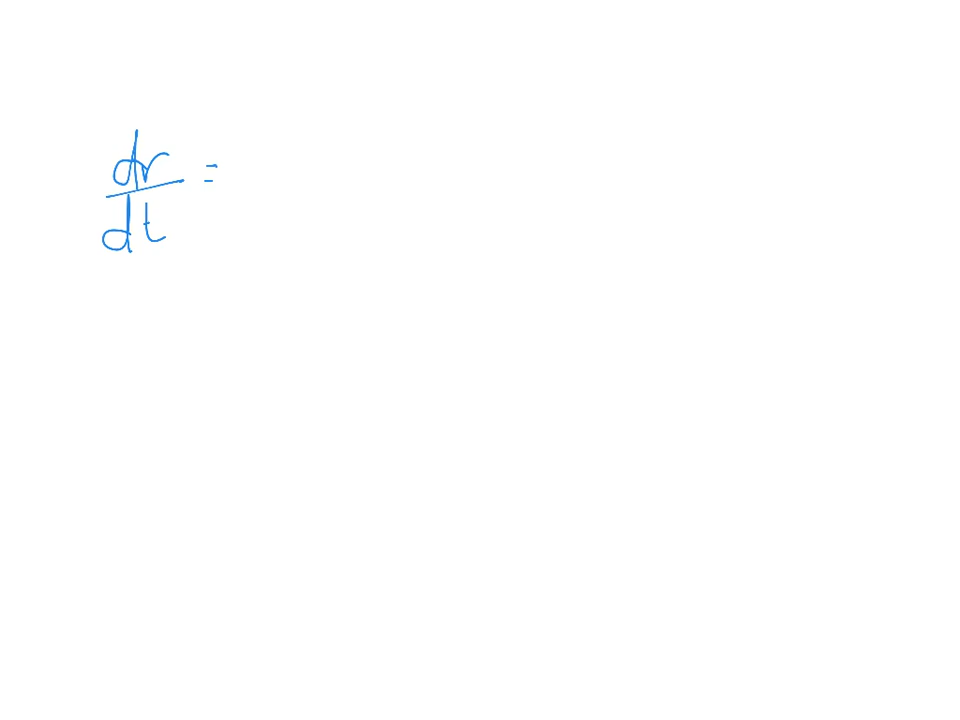 dr/dt =